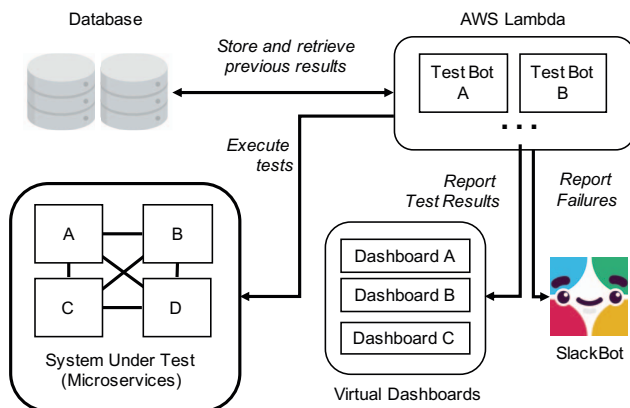 Database
AWS Lambda
Store and retrieve
previous results
Test Bot
A
Test Bot
B
...
Execute
tests
Report
Test Results
Report
Failures
A
B
C
D
System Under Test
(Microservices)
Dashboard A
Dashboard B
Dashboard C
Virtual Dashboards
SlackBot